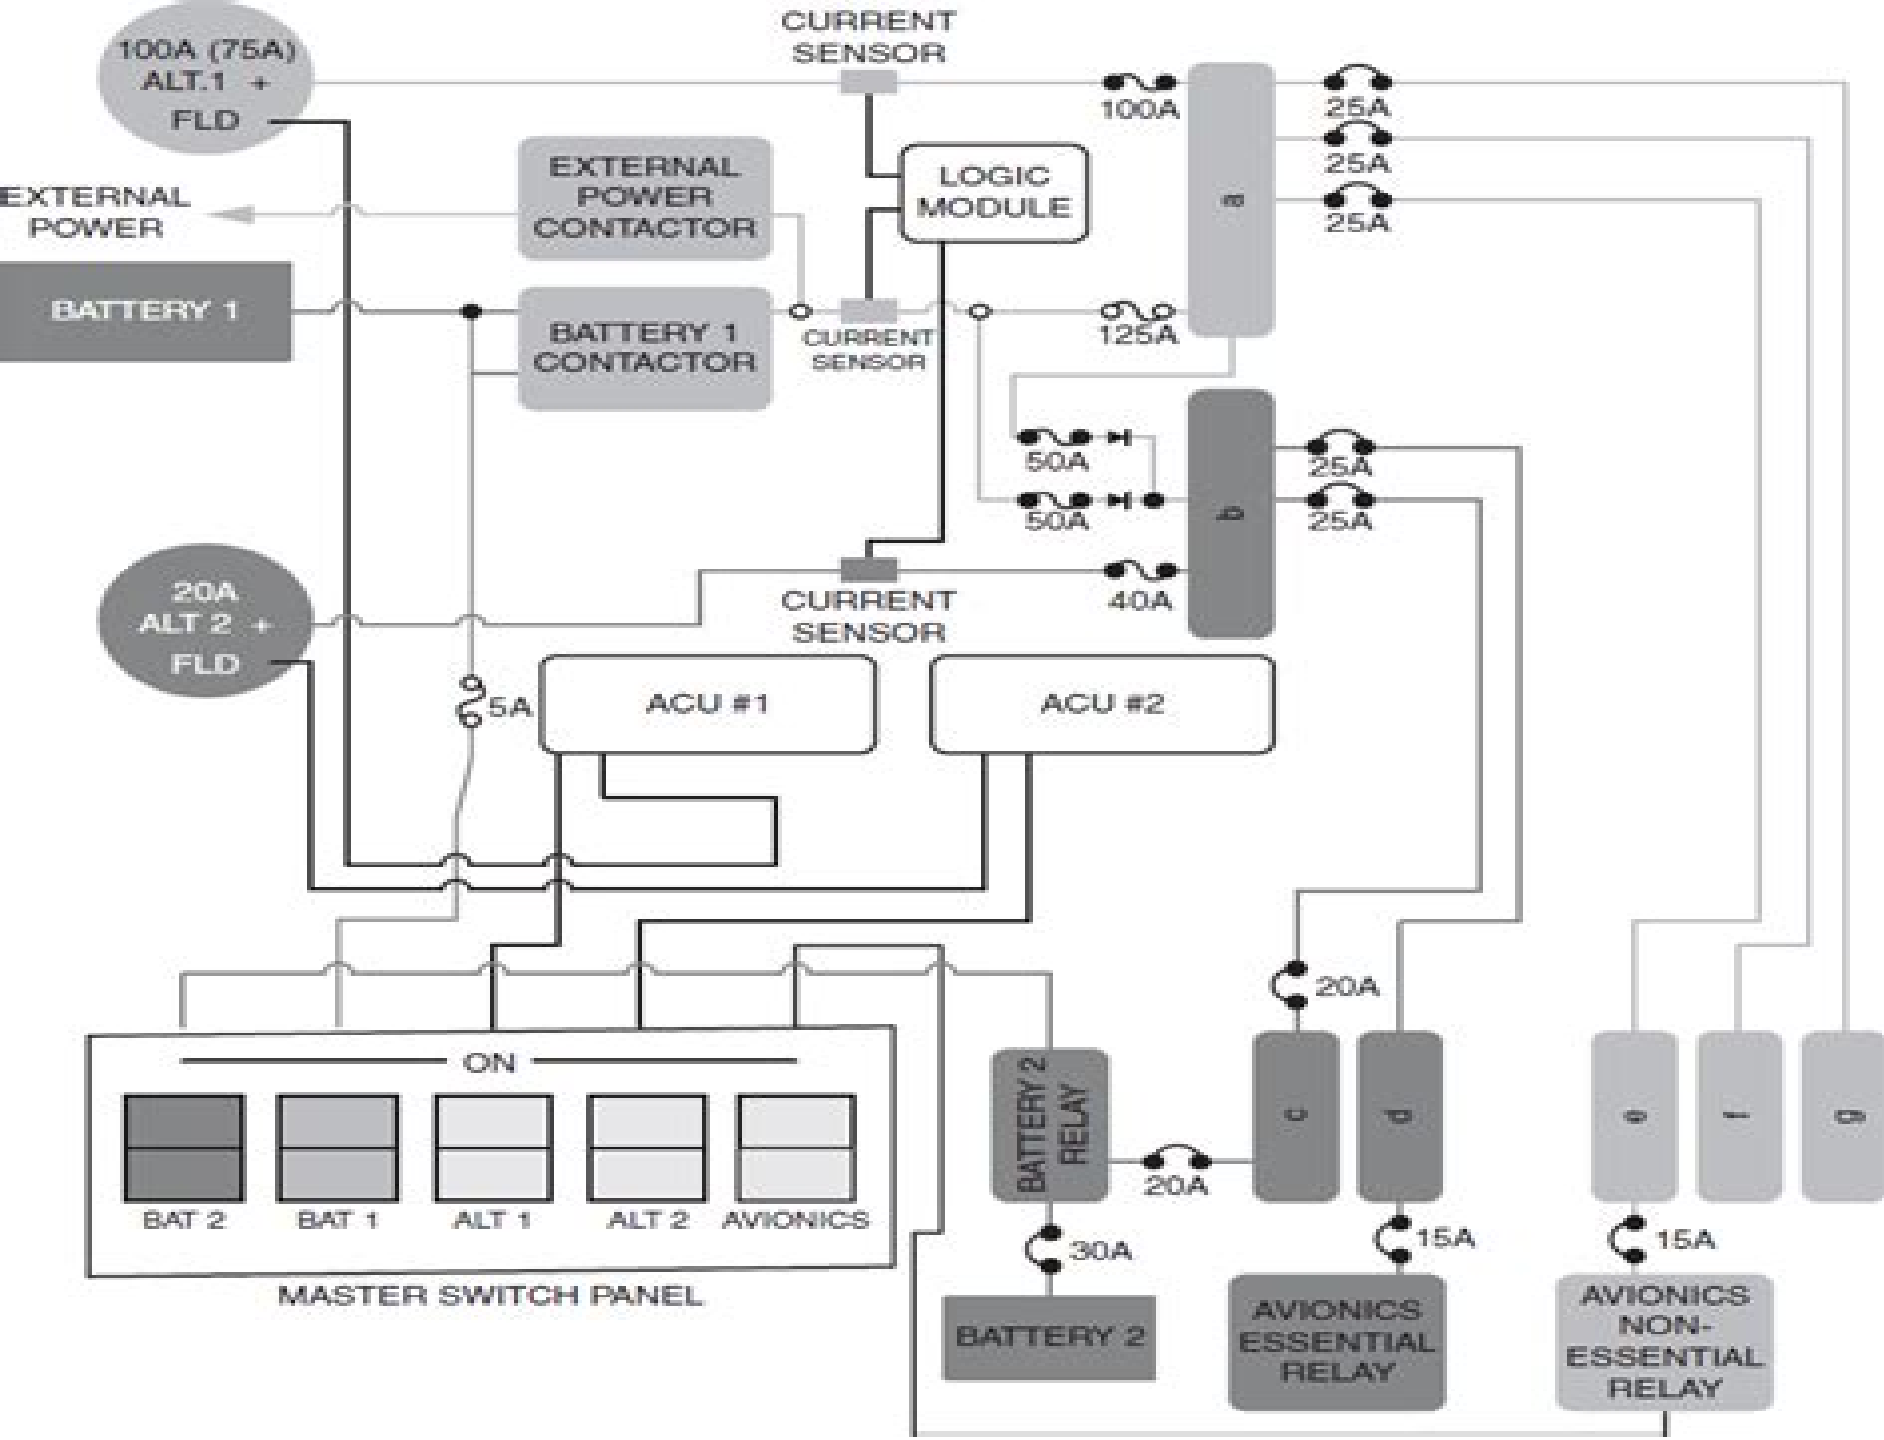 CURRENT
SENSOR
100A (75A)
ALT.1 +
FLD
100A
25A
25A
25A
EXTERNAL
POWER
CONTACTOR
LOGIC
MODULE
a
EXTERNAL
POWER
BATTERY 1
BATTERY 1
CONTACTOR
CURRENT
SENSOR
125A
50A
50A
25A
25A
b
20A
ALT 2 +
FLD
CURRENT
SENSOR
40A
5A
ACU #1
ACU #2
20A
ON
BATTERY 2
RELAY
c
d
e
f
g
20A
BAT 2
BAT 1
ALT 1
ALT 2
AVIONICS
30A
15A
15A
MASTER SWITCH PANEL
BATTERY 2
AVIONICS
ESSENTIAL
RELAY
AVIONICS
NON-
ESSENTIAL
RELAY